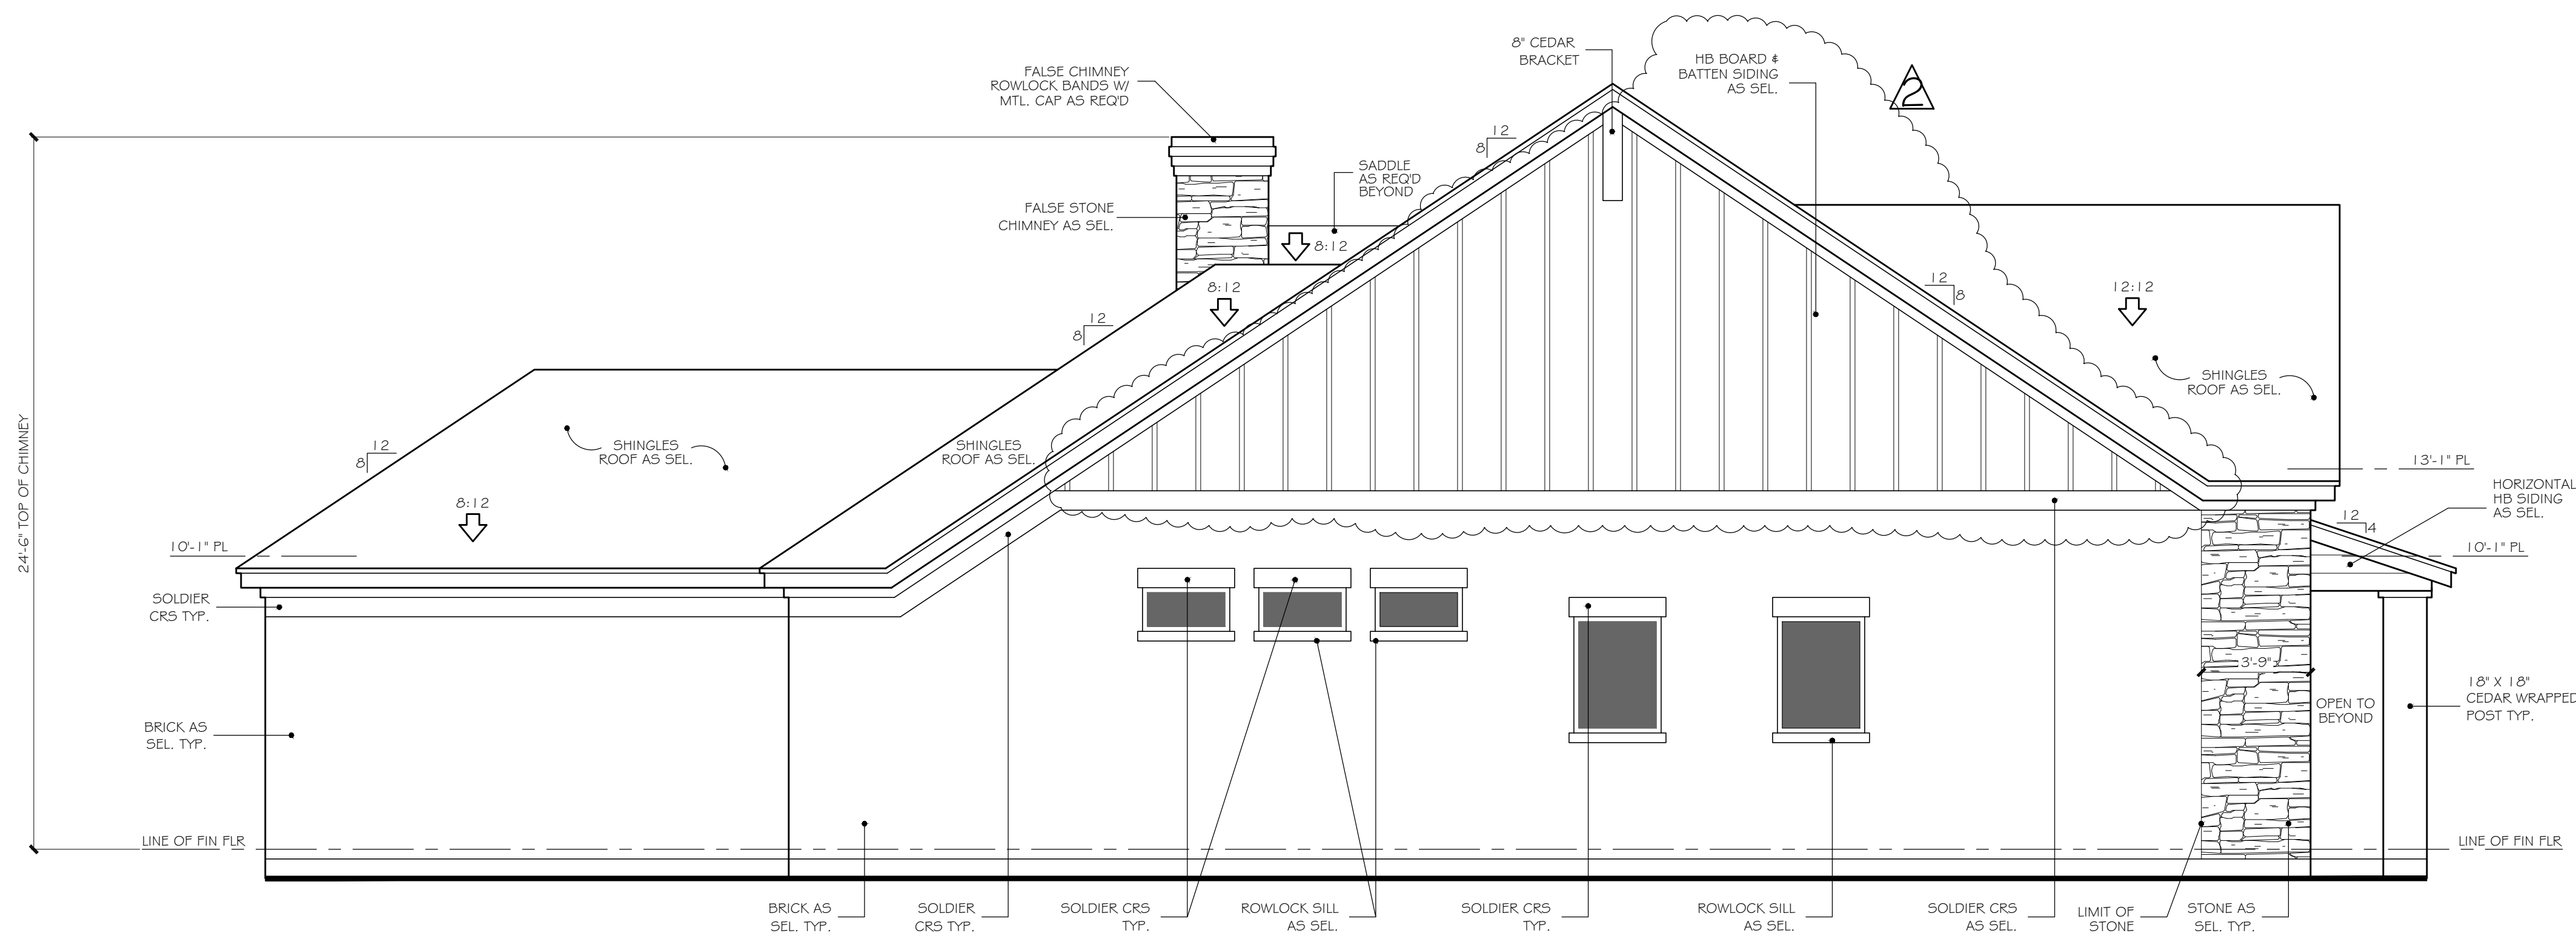 8" CEDAR
BRACKET
HB BOARD &
BATTEN SIDING
AS SEL.
2
FALSE CHIMNEY
ROWLOCK BANDS W/
MTL. CAP AS REQ'D
12
8
SADDLE
AS REQ'D
BEYOND
FALSE STONE
CHIMNEY AS SEL.
8:12
8:12
12
8
12
8
12:12
SHINGLES
ROOF AS SEL.
24'-6" TOP OF CHIMNEY
12
8
SHINGLES
ROOF AS SEL.
SHINGLES
ROOF AS SEL.
8:12
13'-1" PL
HORIZONTAL
HB SIDING
AS SEL.
12
4
10'-1" PL
10'-1" PL
SOLDIER
CRS TYP.
3'-9"
18" X 18"
CEDAR WRAPPED
POST TYP.
OPEN TO
BEYOND
BRICK AS
SEL. TYP.
LINE OF FIN FLR
LINE OF FIN FLR
BRICK AS
SEL. TYP.
SOLDIER
CRS TYP.
SOLDIER CRS
TYP.
ROWLOCK SILL
AS SEL.
SOLDIER CRS
TYP.
ROWLOCK SILL
AS SEL.
SOLDIER CRS
AS SEL.
LIMIT OF
STONE
STONE AS
SEL. TYP.